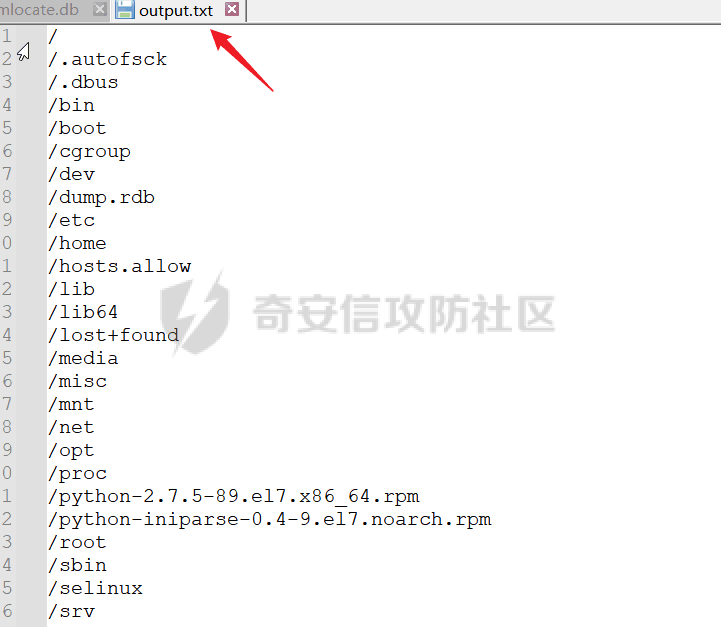 mlocate.db output.txt
1 /
2 /.autofsck
3 /.dbus
4 /bin
5 /boot
6 /cgroup
7 /dev
8 /dump.rdb
9 /etc
0 /home
1 /hosts.allow
2 /lib
3 /lib64
4 /lost+found
5 /media
6 /misc
7 /mnt
8 /net
9 /opt
0 /proc
1 /python-2.7.5-89.el7.x86_64.rpm
2 /python-iniparse-0.4-9.el7.noarch.rpm
3 /root
4 /sbin
5 /selinux
6 /srv
奇安信攻防社区